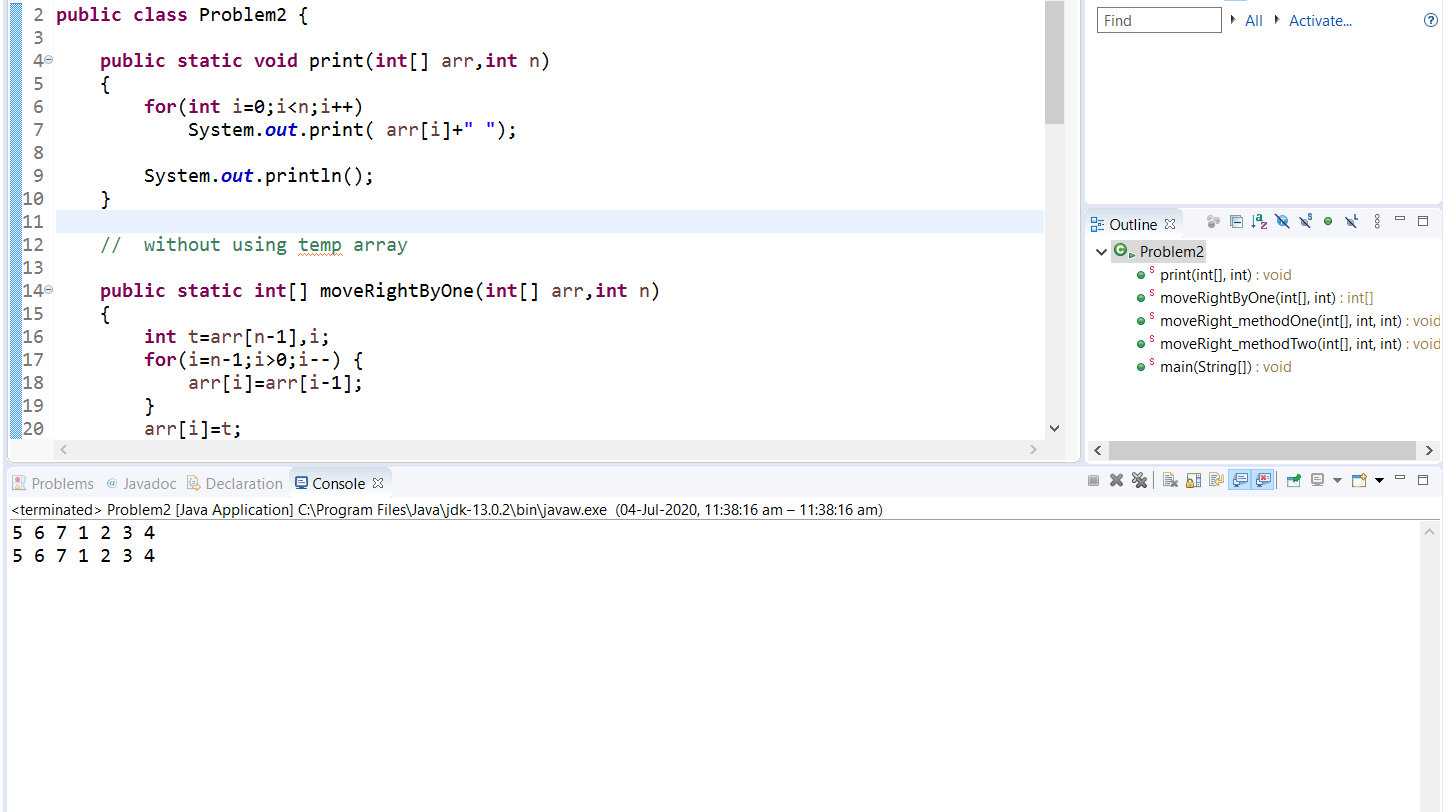 2 public class Problem2 {
3
4 public static void print(int[] arr,int n)
5 {
6 for(int i=0;i<n;i++)
7 System.out.print( arr[i]+" ");
8
9 System.out.println();
10 }
11
12 //  without using temp array
13
14 public static int[] moveRightByOne(int[] arr,int n)
15 {
16 int t=arr[n-1],i;
17 for(i=n-1;i>0;i--) {
18 arr[i]=arr[i-1];
19 }
20 arr[i]=t;
Find All Activate...
Outline
Problem2
print(int[], int) : void
moveRightByOne(int[], int) : int[]
moveRight_methodOne(int[], int, int) : void
moveRight_methodTwo(int[], int, int) : void
main(String[]) : void
Problems @ Javadoc Declaration Console
<terminated> Problem2 [Java Application] C:\Program Files\Java\jdk-13.0.2\bin\javaw.exe  (04-Jul-2020, 11:38:16 am – 11:38:16 am)
5 6 7 1 2 3 4
5 6 7 1 2 3 4